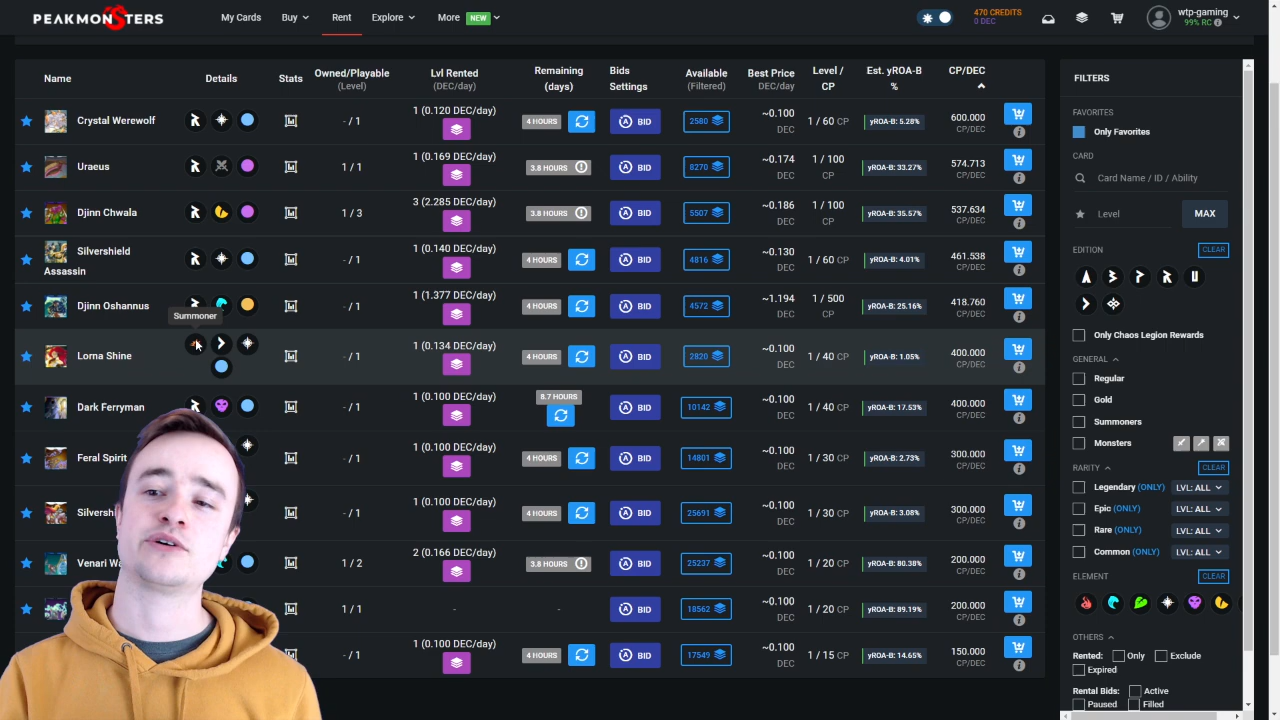 PEAKMONSTERS
My Cards
70 g
Rent
Explore
More
NEW
470 CREDITS
0 DEC
wtp-gaming
99% RC
Name
Details
Stats
Owned/Playable
(Level)
Lvl Rented
(DEC/day)
Remaining
(days)
Bids
Settings
Available
(Filtered)
Best Price
DEC/day
Level /
CP
Est. yROA-B
%
CP/DEC
Crystal Werewolf
- / 1
1 (0.120 DEC/day)
4 HOURS
BID
2580
~0.100
DEC
1 / 60 CP
yROA-B: 5.28%
600.000
CP/DEC
Uraeus
1 / 1
1 (0.169 DEC/day)
3.8 HOURS
BID
8270
~0.174
DEC
1 / 100
CP
yROA-B: 33.27%
574.713
CP/DEC
Djinn Chwala
1 / 3
3 (2.285 DEC/day)
3.8 HOURS
BID
5507
~0.186
DEC
1 / 100
CP
yROA-B: 35.57%
537.634
CP/DEC
Silvershield
Assassin
- / 1
1 (0.140 DEC/day)
4 HOURS
BID
4816
~0.130
DEC
1 / 60 CP
yROA-B: 4.01%
461.538
CP/DEC
Djinn Oshannus
- / 1
1 (1.377 DEC/day)
4 HOURS
BID
4572
~1.194
DEC
1 / 500
CP
yROA-B: 25.16%
418.760
CP/DEC
Summoner
Lorna Shine
- / 1
1 (0.134 DEC/day)
4 HOURS
BID
2820
~0.100
DEC
1 / 40 CP
yROA-B: 1.05%
400.000
CP/DEC
Dark Ferryman
- / 1
1 (0.100 DEC/day)
8.7 HOURS
BID
10142
~0.100
DEC
1 / 40 CP
yROA-B: 17.53%
400.000
CP/DEC
Feral Spirit
- / 1
1 (0.100 DEC/day)
4 HOURS
BID
14801
~0.100
DEC
1 / 30 CP
yROA-B: 2.73%
300.000
CP/DEC
Silversh
- / 1
1 (0.100 DEC/day)
4 HOURS
BID
25691
~0.100
DEC
1 / 30 CP
yROA-B: 3.08%
300.000
CP/DEC
Venari W
1 / 2
2 (0.166 DEC/day)
3.8 HOURS
BID
25237
~0.100
DEC
1 / 20 CP
yROA-B: 80.38%
200.000
CP/DEC
1 / 1
-
-
BID
18562
~0.100
DEC
1 / 20 CP
yROA-B: 89.19%
200.000
CP/DEC
- / 1
1 (0.100 DEC/day)
4 HOURS
BID
17549
~0.100
DEC
1 / 15 CP
yROA-B: 14.65%
150.000
CP/DEC
FILTERS
FAVORITES
Only Favorites
CARD
Card Name / ID / Ability
Level
MAX
EDITION
CLEAR
Only Chaos Legion Rewards
GENERAL
Regular
Gold
Summoners
Monsters
RARITY
CLEAR
Legendary (ONLY)
LVL: ALL
Epic (ONLY)
LVL: ALL
Rare (ONLY)
LVL: ALL
Common (ONLY)
LVL: ALL
ELEMENT
CLEAR
OTHERS
Rented:
Only
Exclude
Expired
Rental Bids:
Active
Paused
Filled